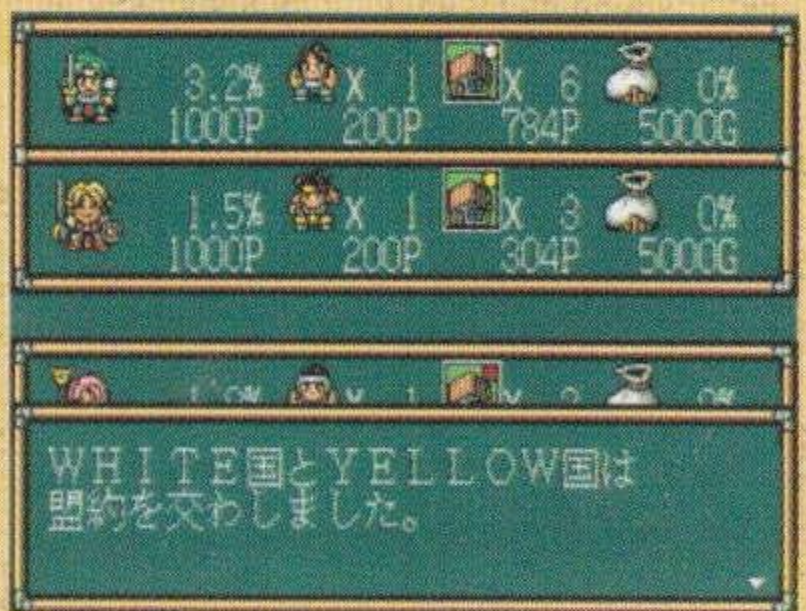 3.2% X 1 X 6 0%
1000P 200P 784P 5000G
1.5% X 1 X 3 0%
1000P 200P 304P 5000G
X 1 X 0%
WHITE国とYELLOW国は
盟約を交わしました。